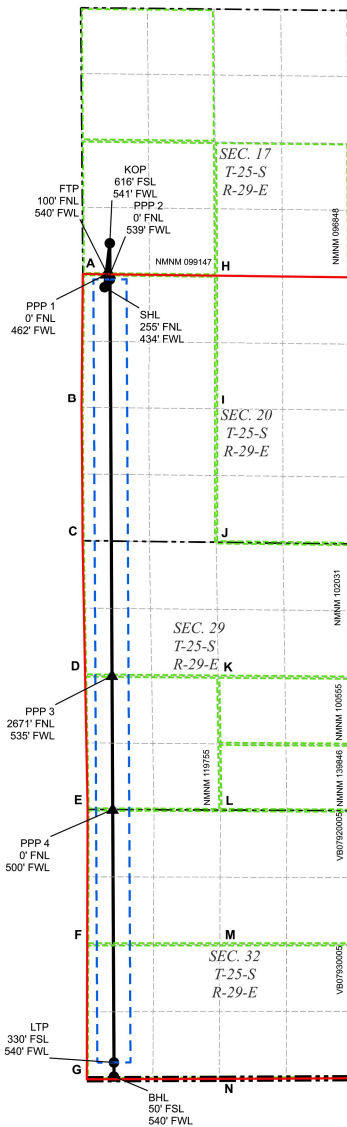 KOP
616' FSL
541' FWL
PPP 2
0' FNL
539' FWL
FTP
100' FNL
540' FWL
SEC. 17
T-25-S
R-29-E
NMNM 096848
NMNM 099147
A
H
PPP 1
0' FNL
462' FWL
SHL
255' FNL
434' FWL
B
I
SEC. 20
T-25-S
R-29-E
C
J
NMNM 102031
SEC. 29
T-25-S
R-29-E
D
K
PPP 3
2671' FNL
535' FWL
NMNM 100555
NMNM 119755
NMNM 139846
E
L
PPP 4
0' FNL
500' FWL
VB07920005
F
M
SEC. 32
T-25-S
R-29-E
VB07930005
LTP
330' FSL
540' FWL
G
N
BHL
50' FSL
540' FWL